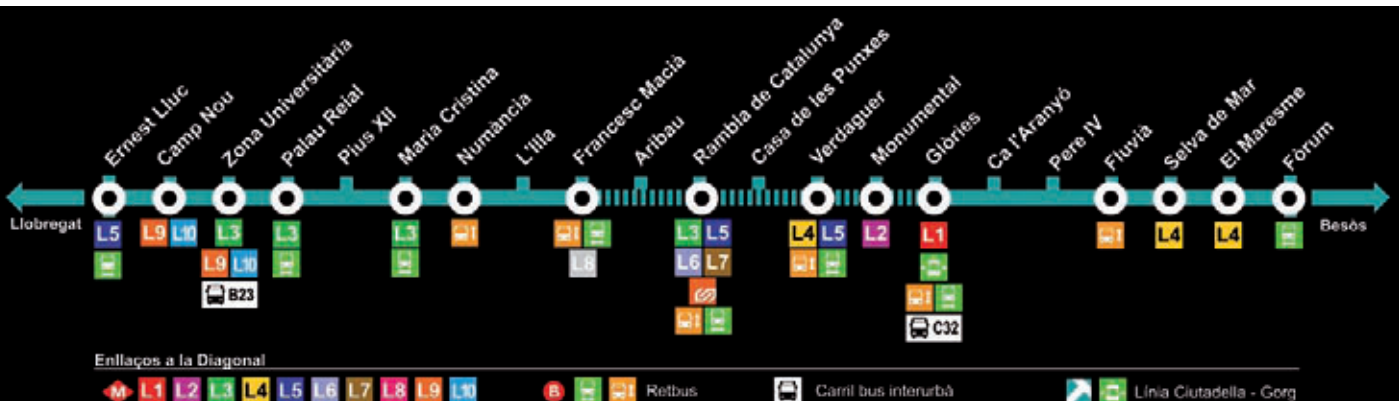 Ernest Lluc
Camp Nou
Zona Universitària
Palau Reial
Pius XII
Maria Cristina
Numància
L'Illa
Francesc Macià
Aribau
Rambla de Catalunya
Casa de les Punxes
Verdaguer
Monumental
Glòries
Ca l'Aranyó
Pere IV
Fluvià
Selva de Mar
El Maresme
Fòrum
Llobregat
Besòs
L5 L9 L10 L3 L3 L3 L3 L5 L4 L5 L2 L1 L4 L4
L9 L10 L8 L6 L7
B23
C32
Enllaços a la Diagonal
M L1 L2 L3 L4 L5 L6 L7 L8 L9 L10 B Retbus Carril bus interurbà Línia Ciutadella - Gorg